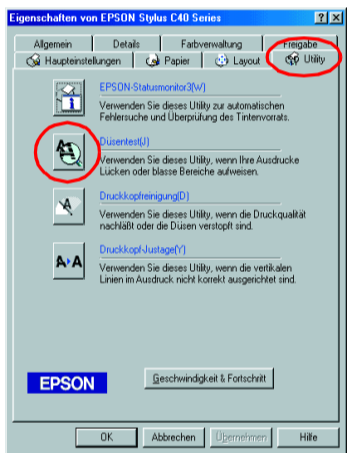 Eigenschaften von EPSON Stylus C40 Series
Allgemein Details Farbverwaltung Freigabe
Haupteinstellungen Papier Layout Utility
EPSON-Statusmonitor3(W)
Verwenden Sie dieses Utility zur automatischen
Fehlersuche und Überprüfung des Tintenvorrats.
Düsentest(J)
Verwenden Sie dieses Utility, wenn Ihre Ausdrucke
Lücken oder blasse Bereiche aufweisen.
Druckkopfreinigung(D)
Verwenden Sie dieses Utility, wenn die Druckqualität
nachläßt oder die Düsen verstopft sind.
Druckkopf-Justage(Y)
Verwenden Sie dieses Utility, wenn die vertikalen
Linien im Ausdruck nicht korrekt ausgerichtet sind.
EPSON
Geschwindigkeit & Fortschritt
OK Abbrechen Übernehmen Hilfe